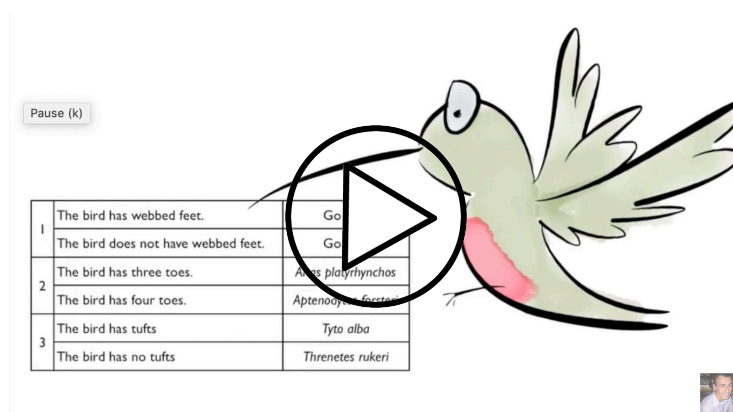 Pause (k)
1 The bird has webbed feet. Go
The bird does not have webbed feet. Go
2 The bird has three toes. Anas platyrhynchos
The bird has four toes. Aptenodytes forsteri
3 The bird has tufts Tyto alba
The bird has no tufts Threnetes rukeri